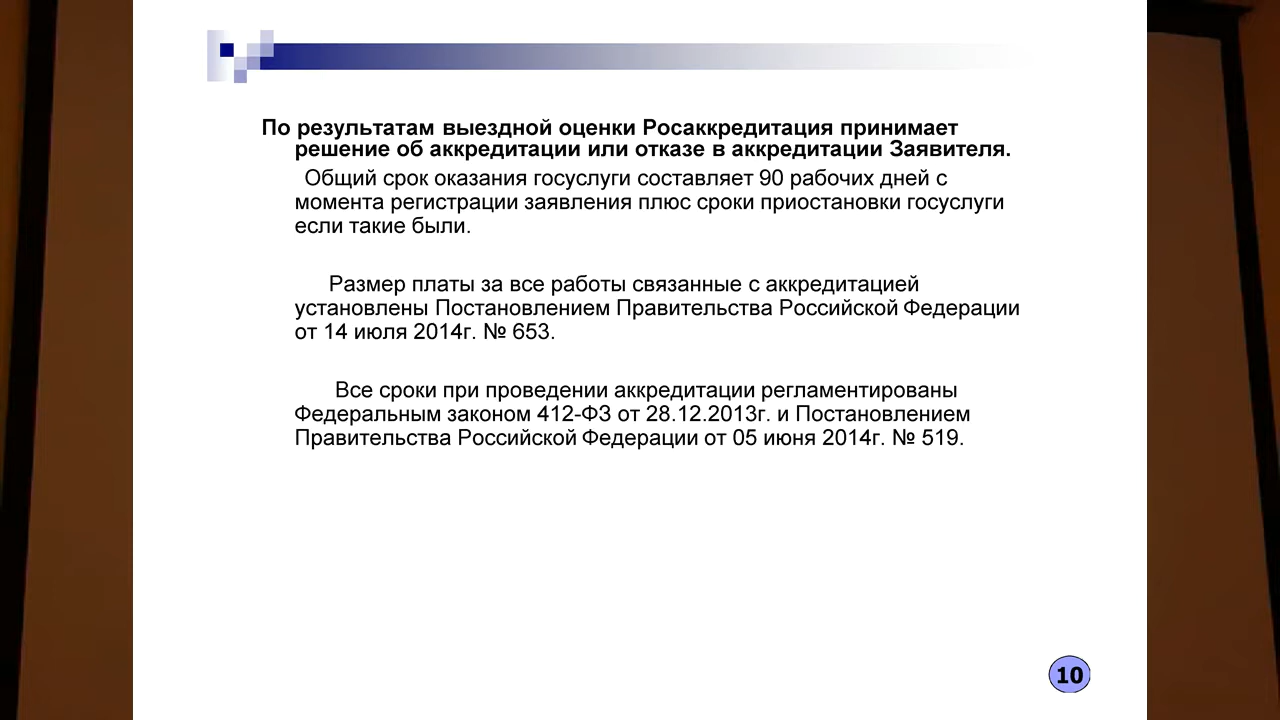 По результатам выездной оценки Росаккредитация принимает
решение об аккредитации или отказе в аккредитации Заявителя.
Общий срок оказания госуслуги составляет 90 рабочих дней с
момента регистрации заявления плюс сроки приостановки госуслуги
если такие были.
Размер платы за все работы связанные с аккредитацией
установлены Постановлением Правительства Российской Федерации
от 14 июля 2014г. № 653.
Все сроки при проведении аккредитации регламентированы
Федеральным законом 412-ФЗ от 28.12.2013г. и Постановлением
Правительства Российской Федерации от 05 июня 2014г. № 519.
10